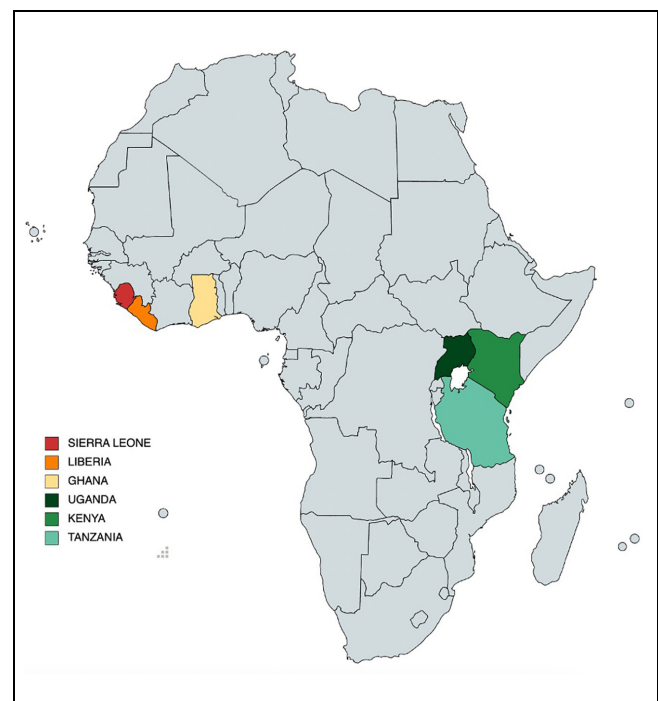 SIERRA LEONE
LIBERIA
GHANA
UGANDA
KENYA
TANZANIA